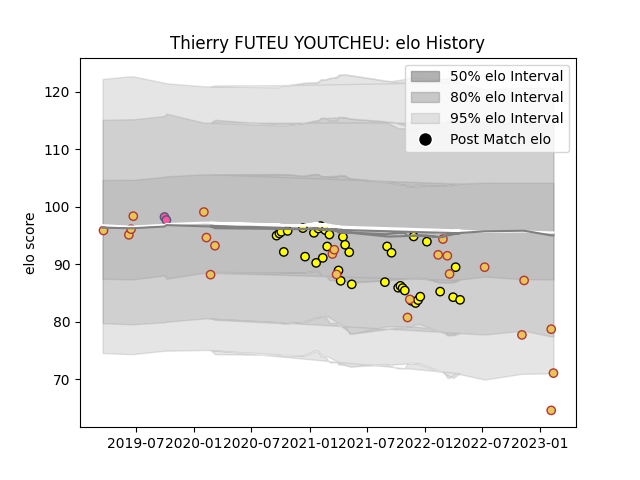 Thierry FUTEU YOUTCHEU: elo History
50% elo Interval
80% elo Interval
95% elo Interval
Post Match elo
elo score
120
110
100
90
80
70
2019-07
2020-01
2020-07
2021-01
2021-07
2022-01
2022-07
2023-01